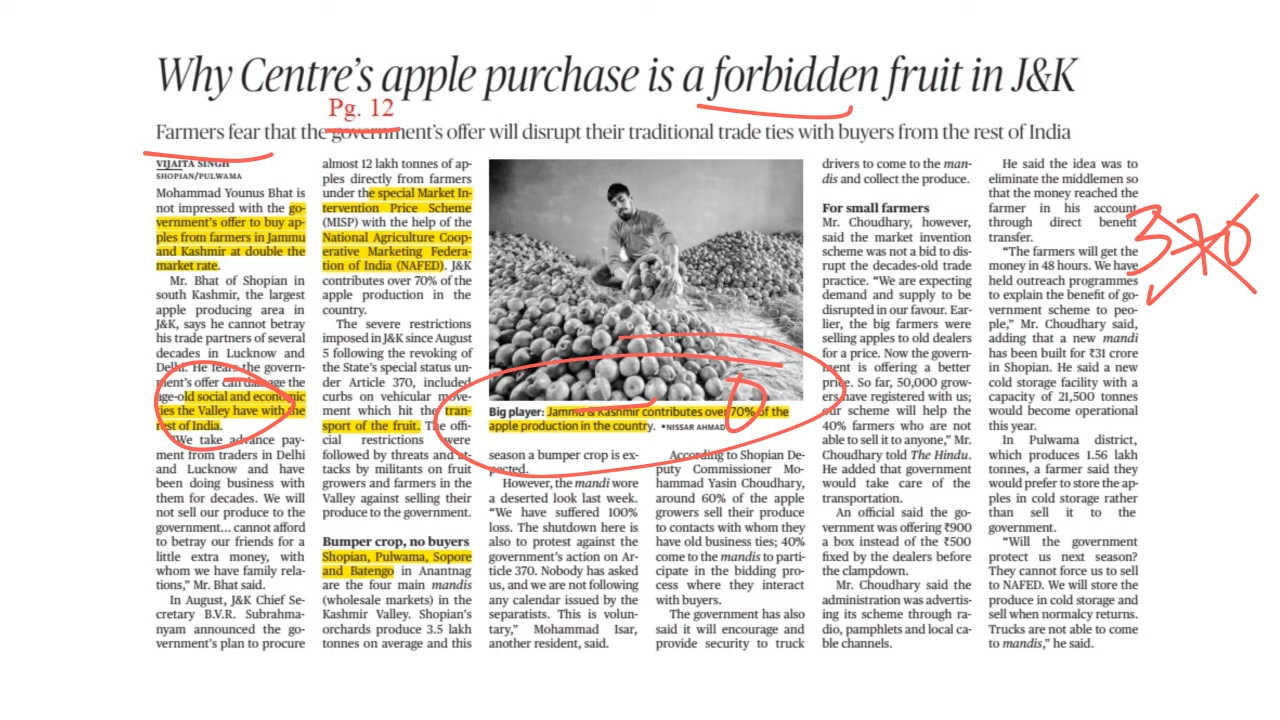 Why Centre's apple purchase is a forbidden fruit in J&K
Pg. 12
Farmers fear that the government's offer will disrupt their traditional trade ties with buyers from the rest of India
VIJAITA SINGH
SHOPIAN/PULWAMA
Mohammad Younus Bhat is
not impressed with the go-
vernment's offer to buy ap-
ples from farmers in Jammu
and Kashmir at double the
market rate.
Mr. Bhat of Shopian in
south Kashmir, the largest
apple producing area in
J&K, says he cannot betray
his trade partners of several
decades in Lucknow and
Delhi. He fears the govern-
ment's offer can damage the
age-old social and economic
ties the Valley have with the
rest of India.
"We take advance pay-
ment from traders in Delhi
and Lucknow and have
been doing business with
them for decades. We will
not sell our produce to the
government... cannot afford
to betray our friends for a
little extra money, with
whom we have family rela-
tions," Mr. Bhat said.
In August, J&K Chief Se-
cretary B.V.R. Subrahma-
nyam announced the go-
vernment's plan to procure
almost 12 lakh tonnes of ap-
ples directly from farmers
under the special Market In-
tervention Price Scheme
(MISP) with the help of the
National Agriculture Coop-
erative Marketing Federa-
tion of India (NAFED). J&K
contributes over 70% of the
apple production in the
country.
The severe restrictions
imposed in J&K since August
5 following the revoking of
the State's special status un-
der Article 370, included
curbs on vehicular move-
ment which hit the tran-
sport of the fruit. The offi-
cial restrictions were
followed by threats and at-
tacks by militants on fruit
growers and farmers in the
Valley against selling their
produce to the government.
Bumper crop, no buyers
Shopian, Pulwama, Sopore
and Batengo in Anantnag
are the four main mandis
(wholesale markets) in the
Kashmir Valley. Shopian's
orchards produce 3.5 lakh
tonnes on average and this
Big player: Jammu & Kashmir contributes over 70% of the
apple production in the country. ▪NISSAR AHMAD
season a bumper crop is ex-
pected.
However, the mandi wore
a deserted look last week.
"We have suffered 100%
loss. The shutdown here is
also to protest against the
government's action on Ar-
ticle 370. Nobody has asked
us, and we are not following
any calendar issued by the
separatists. This is volun-
tary," Mohammad Isar,
another resident, said.
According to Shopian De-
puty Commissioner Mo-
hammad Yasin Choudhary,
around 60% of the apple
growers sell their produce
to contacts with whom they
have old business ties; 40%
come to the mandis to parti-
cipate in the bidding pro-
cess where they interact
with buyers.
The government has also
said it will encourage and
provide security to truck
drivers to come to the man-
dis and collect the produce.
For small farmers
Mr. Choudhary, however,
said the market invention
scheme was not a bid to dis-
rupt the decades-old trade
practice. "We are expecting
demand and supply to be
disrupted in our favour. Ear-
lier, the big farmers were
selling apples to old dealers
for a price. Now the govern-
ment is offering a better
price. So far, 50,000 grow-
ers have registered with us;
our scheme will help the
40% farmers who are not
able to sell it to anyone," Mr.
Choudhary told The Hindu.
He added that government
would take care of the
transportation.
An official said the go-
vernment was offering ₹900
a box instead of the ₹500
fixed by the dealers before
the clampdown.
Mr. Choudhary said the
administration was advertis-
ing its scheme through ra-
dio, pamphlets and local ca-
ble channels.
He said the idea was to
eliminate the middlemen so
that the money reached the
farmer in his account
through direct benefit
transfer.
"The farmers will get the
money in 48 hours. We have
held outreach programmes
to explain the benefit of go-
vernment scheme to peo-
ple," Mr. Choudhary said,
adding that a new mandi
has been built for ₹31 crore
in Shopian. He said a new
cold storage facility with a
capacity of 21,500 tonnes
would become operational
this year.
In Pulwama district,
which produces 1.56 lakh
tonnes, a farmer said they
would prefer to store the ap-
ples in cold storage rather
than sell it to the
government.
"Will the government
protect us next season?
They cannot force us to sell
to NAFED. We will store the
produce in cold storage and
sell when normalcy returns.
Trucks are not able to come
to mandis," he said.
370